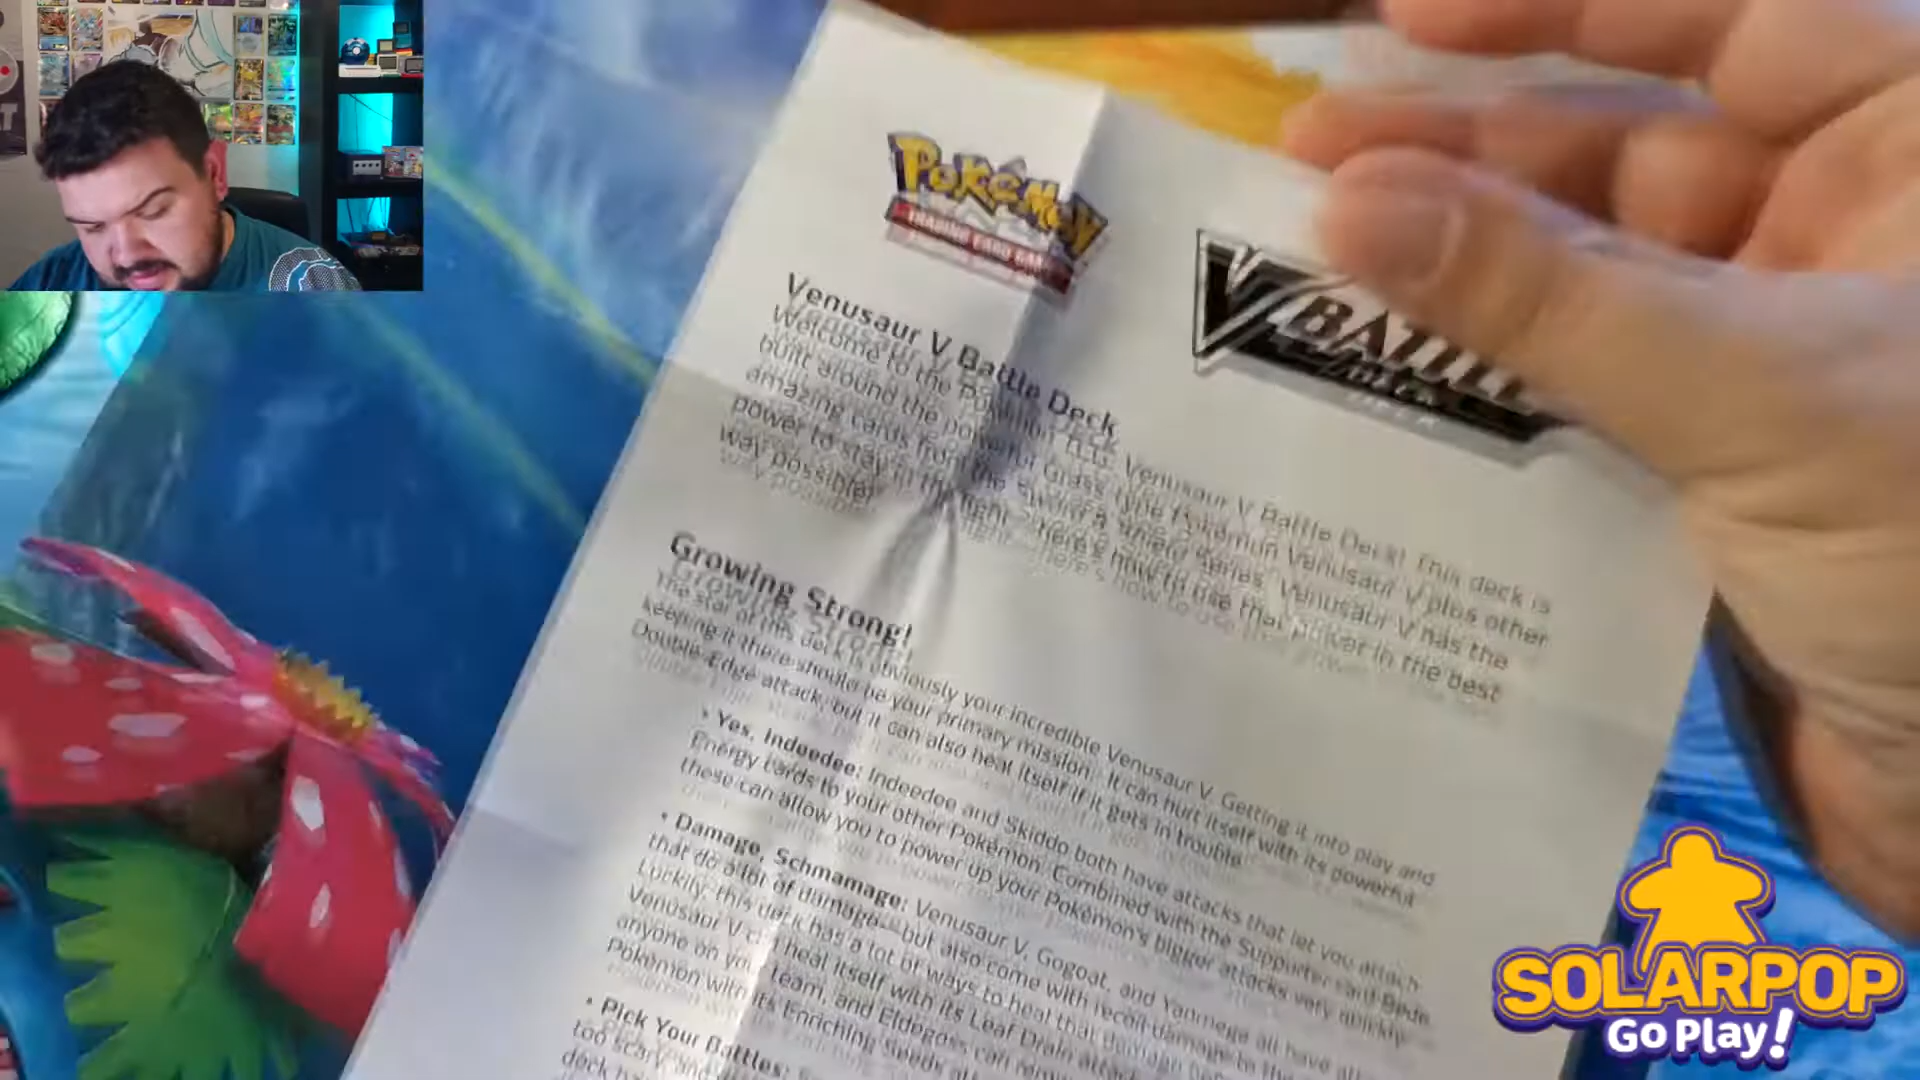 POKÉMON
TRADING CARD GAME
V BATTLE
DECK
Venusaur V Battle Deck
Welcome to the Pokémon TCG Venusaur V Battle Deck! This deck is
built around the powerful Grass-type Pokémon Venusaur V plus other
amazing cards from the Sword & Shield Series. Venusaur V has the
power to stay in the fight—here's how to use that power in the best
way possible!
Growing Strong!
The star of this deck is obviously your incredible Venusaur V. Getting it into play and
keeping it there should be your primary mission. It can hurt itself with its powerful
Double-Edge attack, but it can also heal itself if it gets in trouble.
• Yes, Indeedee: Indeedee and Skiddo both have attacks that let you attach
Energy cards to your other Pokémon. Combined with the Supporter card Bede,
these can allow you to power up your Pokémon's bigger attacks very quickly.
• Damage, Schmamage: Venusaur V, Gogoat, and Yanmega all have
that do a lot of damage—but also come with recoil damage
Luckily, this deck has a lot of ways to heal that damage
Venusaur V can heal itself with its Leaf Drain attack
anyone on your team, and Eldegoss can
Pokémon with its Enriching Seeds
• Pick Your Battles:
too scary
deck
SOLARPOP
Go Play!